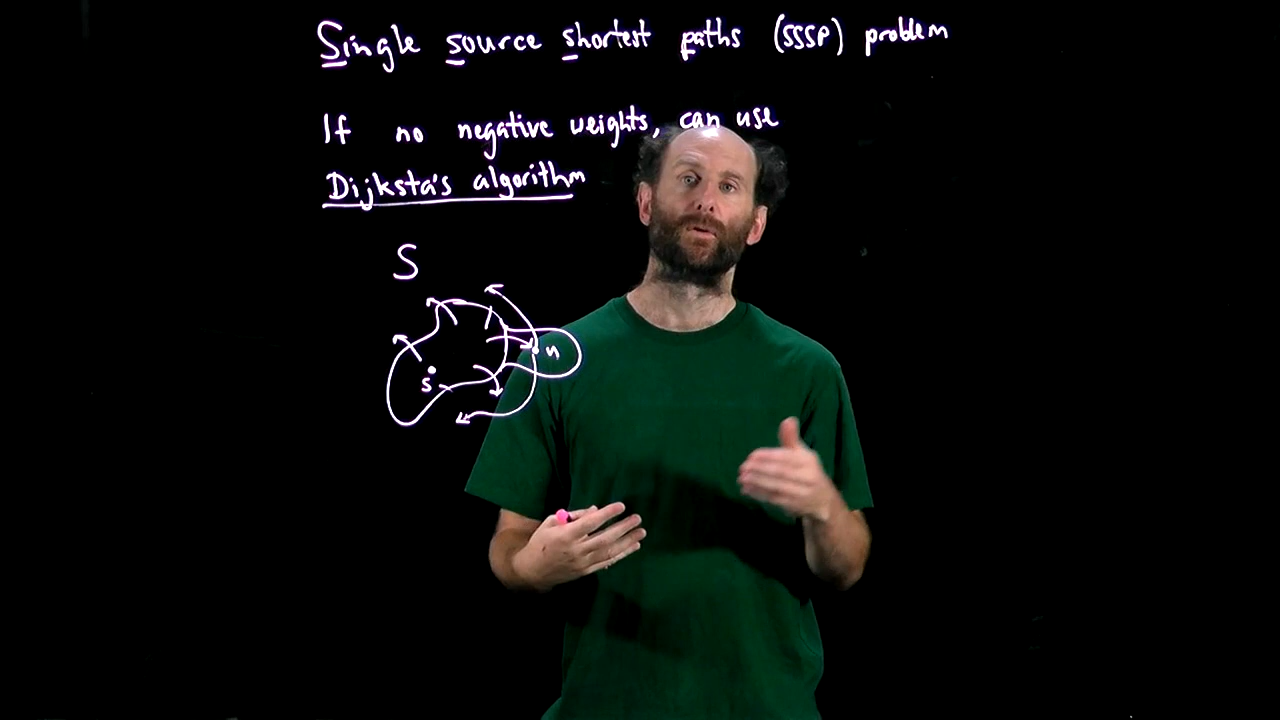 Single source shortest paths (SSSP) problem
If no negative weights, can use
Dijksta's algorithm
S
u
s